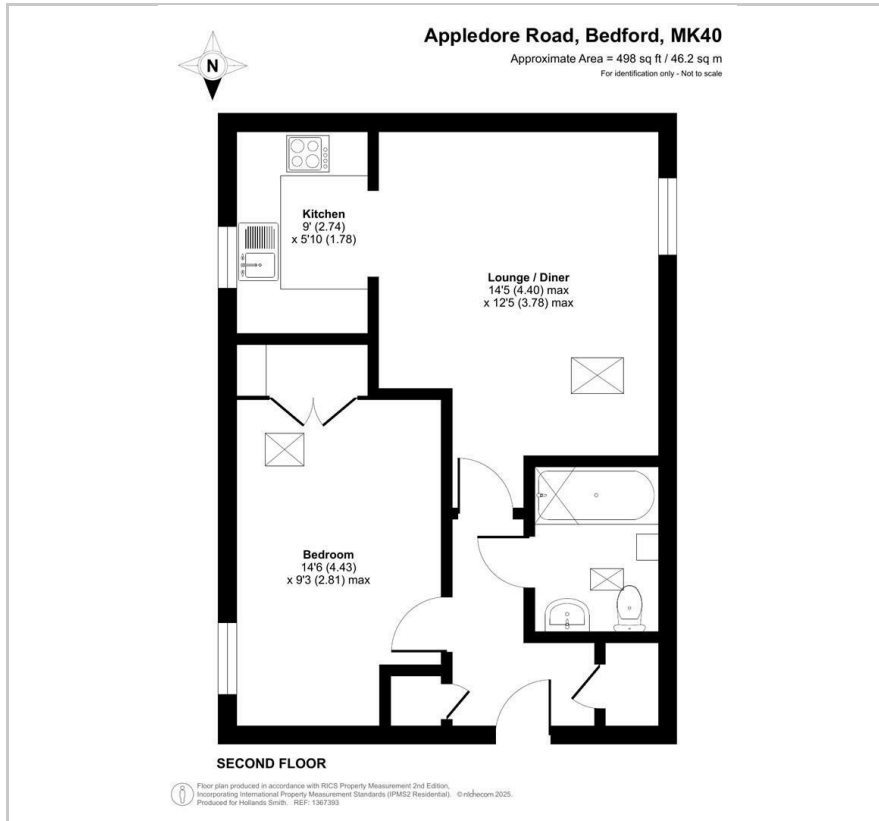 Appledore Road, Bedford, MK40
Approximate Area = 498 sq ft / 46.2 sq m
For identification only - Not to scale
N
Kitchen
9' (2.74)
x 5'10 (1.78)
Lounge / Diner
14'5 (4.40) max
x 12'5 (3.78) max
Bedroom
14'6 (4.43)
x 9'3 (2.81) max
SECOND FLOOR
Floor plan produced in accordance with RICS Property Measurement 2nd Edition,
Incorporating International Property Measurement Standards (IPMS2 Residential). © nichecom 2025.
Produced for Hollands Smith. REF: 1367393